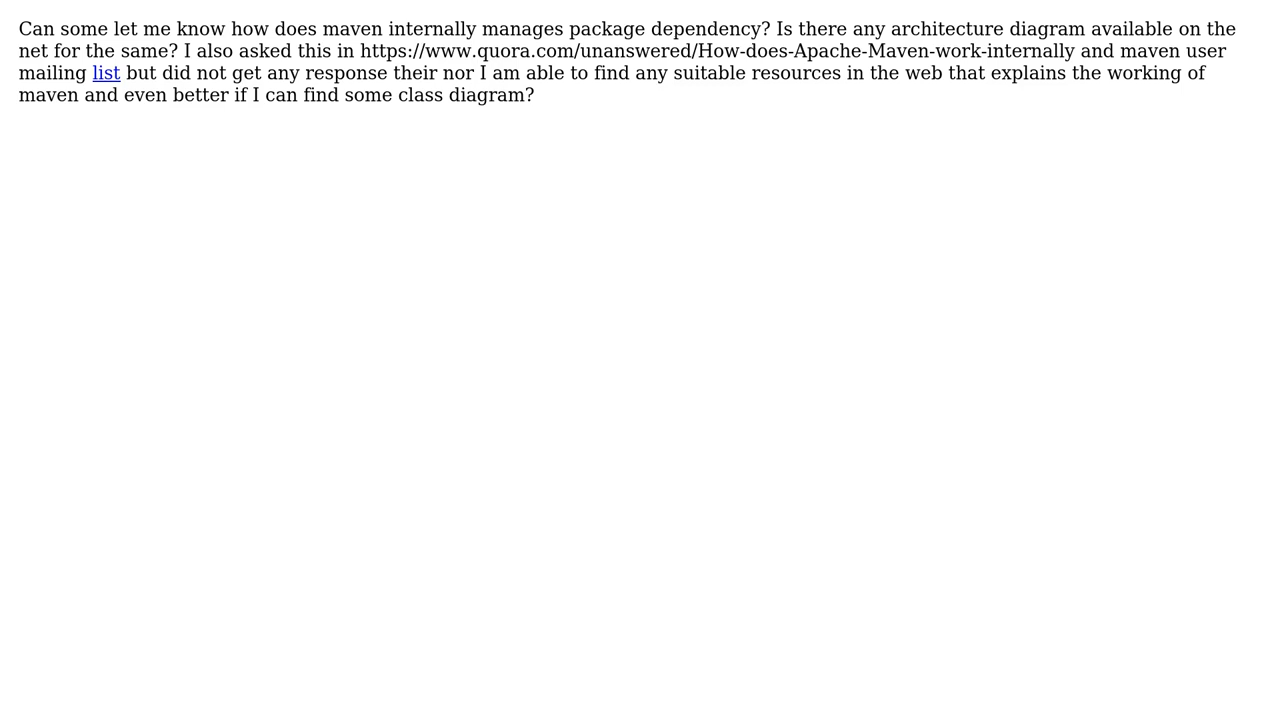 Can some let me know how does maven internally manages package dependency? Is there any architecture diagram available on the
net for the same? I also asked this in https://www.quora.com/unanswered/How-does-Apache-Maven-work-internally and maven user
mailing list but did not get any response their nor I am able to find any suitable resources in the web that explains the working of
maven and even better if I can find some class diagram?